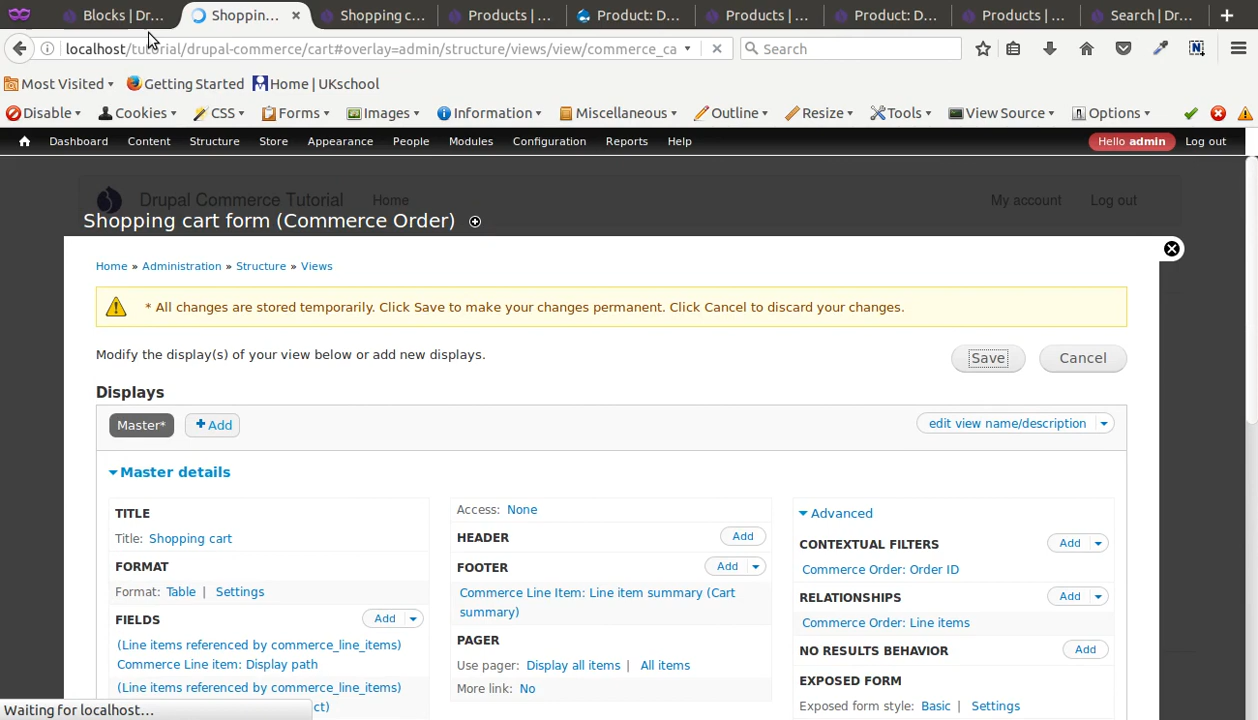 Blocks | Dr... Shoppin... Shopping c... Products | ... Product: D... Products | ... Product: D... Products | ... Search | Dr...
localhost/tutorial/drupal-commerce/cart#overlay=admin/structure/views/view/commerce_ca Search
Most Visited Getting Started Home | UKschool
Disable Cookies CSS Forms Images Information Miscellaneous Outline Resize Tools View Source Options
Dashboard Content Structure Store Appearance People Modules Configuration Reports Help Hello admin Log out
Drupal Commerce Tutorial Home My account Log out
Shopping cart form (Commerce Order)
Home » Administration » Structure » Views
* All changes are stored temporarily. Click Save to make your changes permanent. Click Cancel to discard your changes.
Modify the display(s) of your view below or add new displays.
Save Cancel
Displays
Master* Add edit view name/description
Master details
TITLE
Title: Shopping cart
FORMAT
Format: Table | Settings
FIELDS Add
(Line items referenced by commerce_line_items)
Commerce Line item: Display path
(Line items referenced by commerce_line_items)
ct)
Access: None
HEADER Add
FOOTER Add
Commerce Line Item: Line item summary (Cart
summary)
PAGER
Use pager: Display all items | All items
More link: No
Advanced
CONTEXTUAL FILTERS Add
Commerce Order: Order ID
RELATIONSHIPS Add
Commerce Order: Line items
NO RESULTS BEHAVIOR Add
EXPOSED FORM
Exposed form style: Basic | Settings
Waiting for localhost...